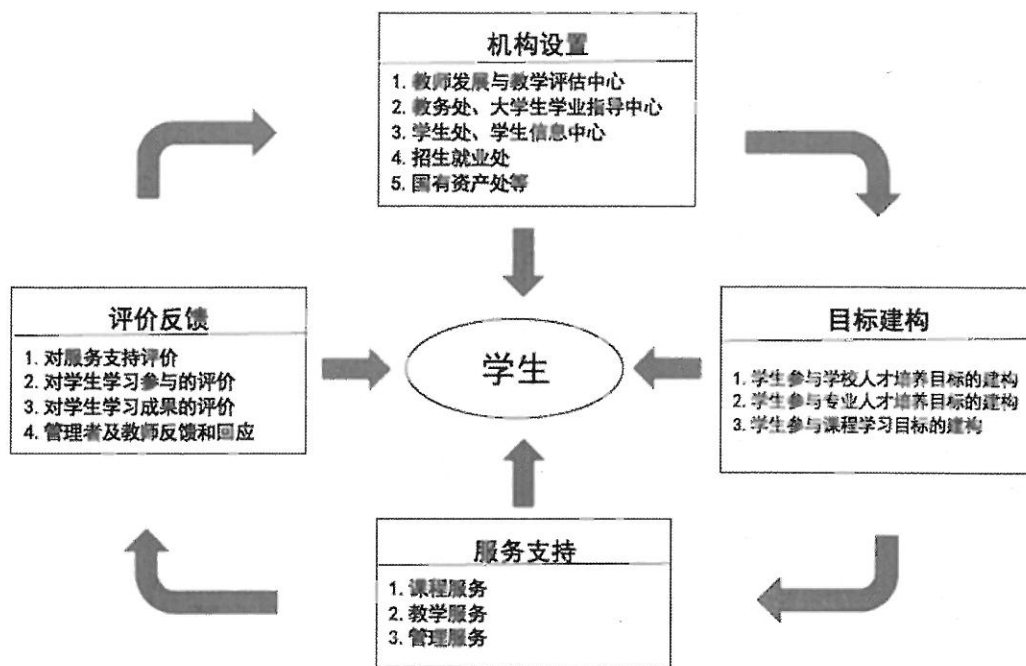 机构设置
1. 教师发展与教学评估中心
2. 教务处、大学生学业指导中心
3. 学生处、学生信息中心
4. 招生就业处
5. 国有资产处等
评价反馈
1. 对服务支持评价
2. 对学生学习参与的评价
3. 对学生学习成果的评价
4. 管理者及教师反馈和回应
学生
目标建构
1. 学生参与学校人才培养目标的建构
2. 学生参与专业人才培养目标的建构
3. 学生参与课程学习目标的建构
服务支持
1. 课程服务
2. 教学服务
3. 管理服务